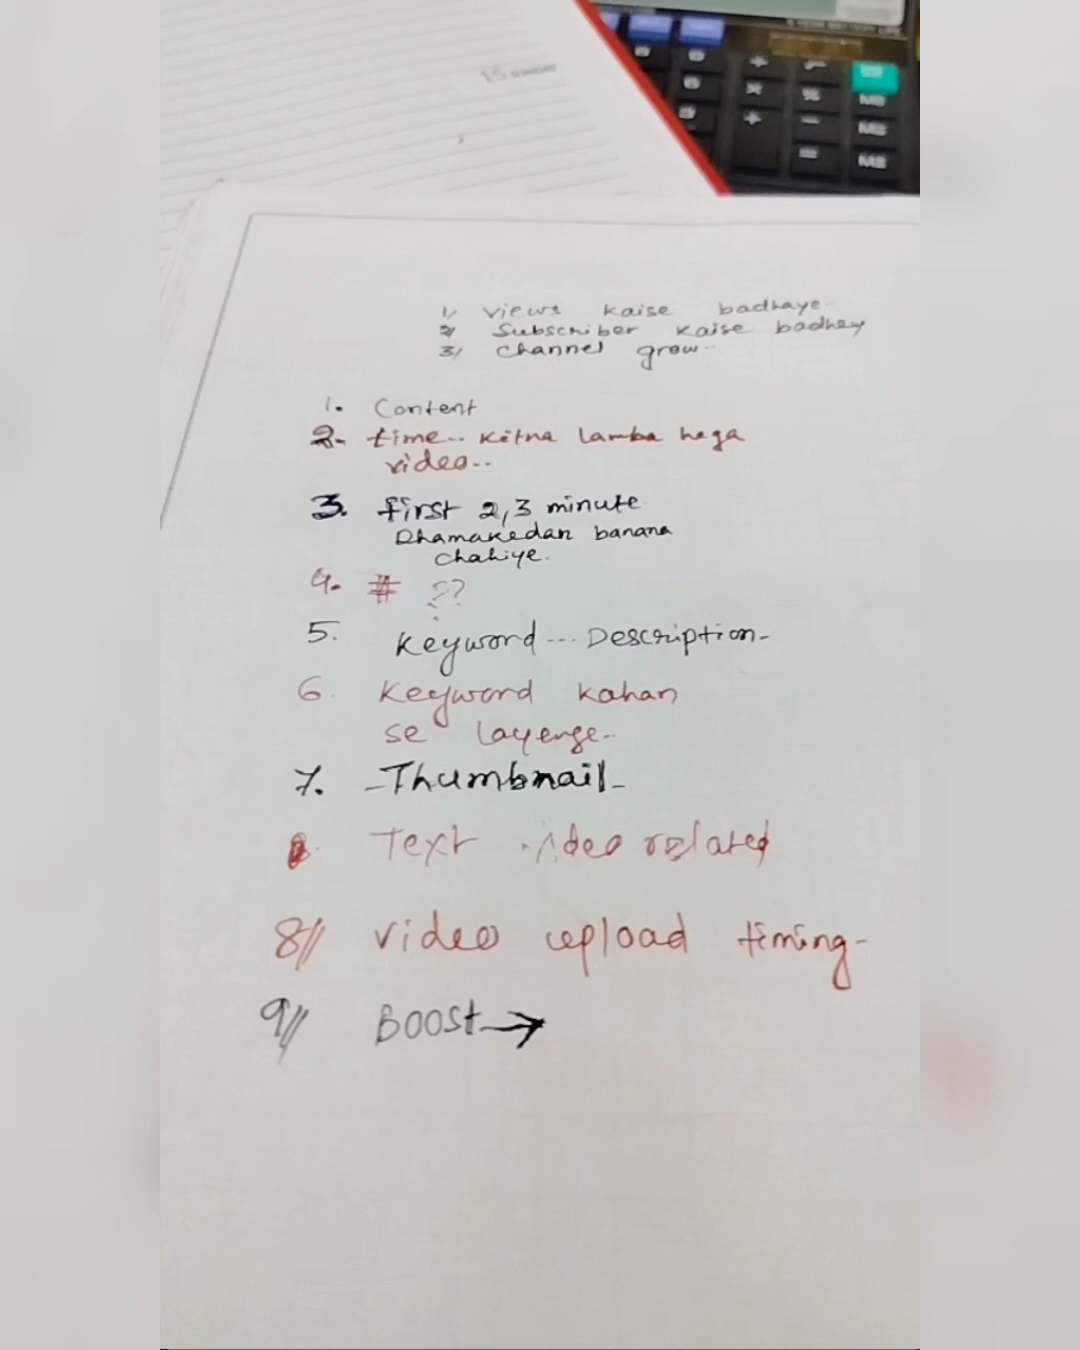 1/ views kaise badhaye-
2/ Subscriber kaise badhey
3/ Channel grow..
1. Content
2. time.. Kitna lamba hoga
video..
3. first 2,3 minute
Dhamakedar banana
chahiye.
4. # ??
5. Keyword... Description-
6. Keyword kahan
se layenge..
7. -Thumbnail-
Text video related
8// video upload timing-
9// Boost→
+
%
M3
-
+
M2
=